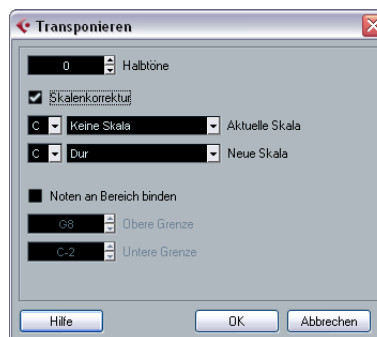 Transponieren
0 Halbtöne
Skalenkorrektur
C Keine Skala Aktuelle Skala
C Dur Neue Skala
Noten an Bereich binden
G8 Obere Grenze
C-2 Untere Grenze
Hilfe OK Abbrechen